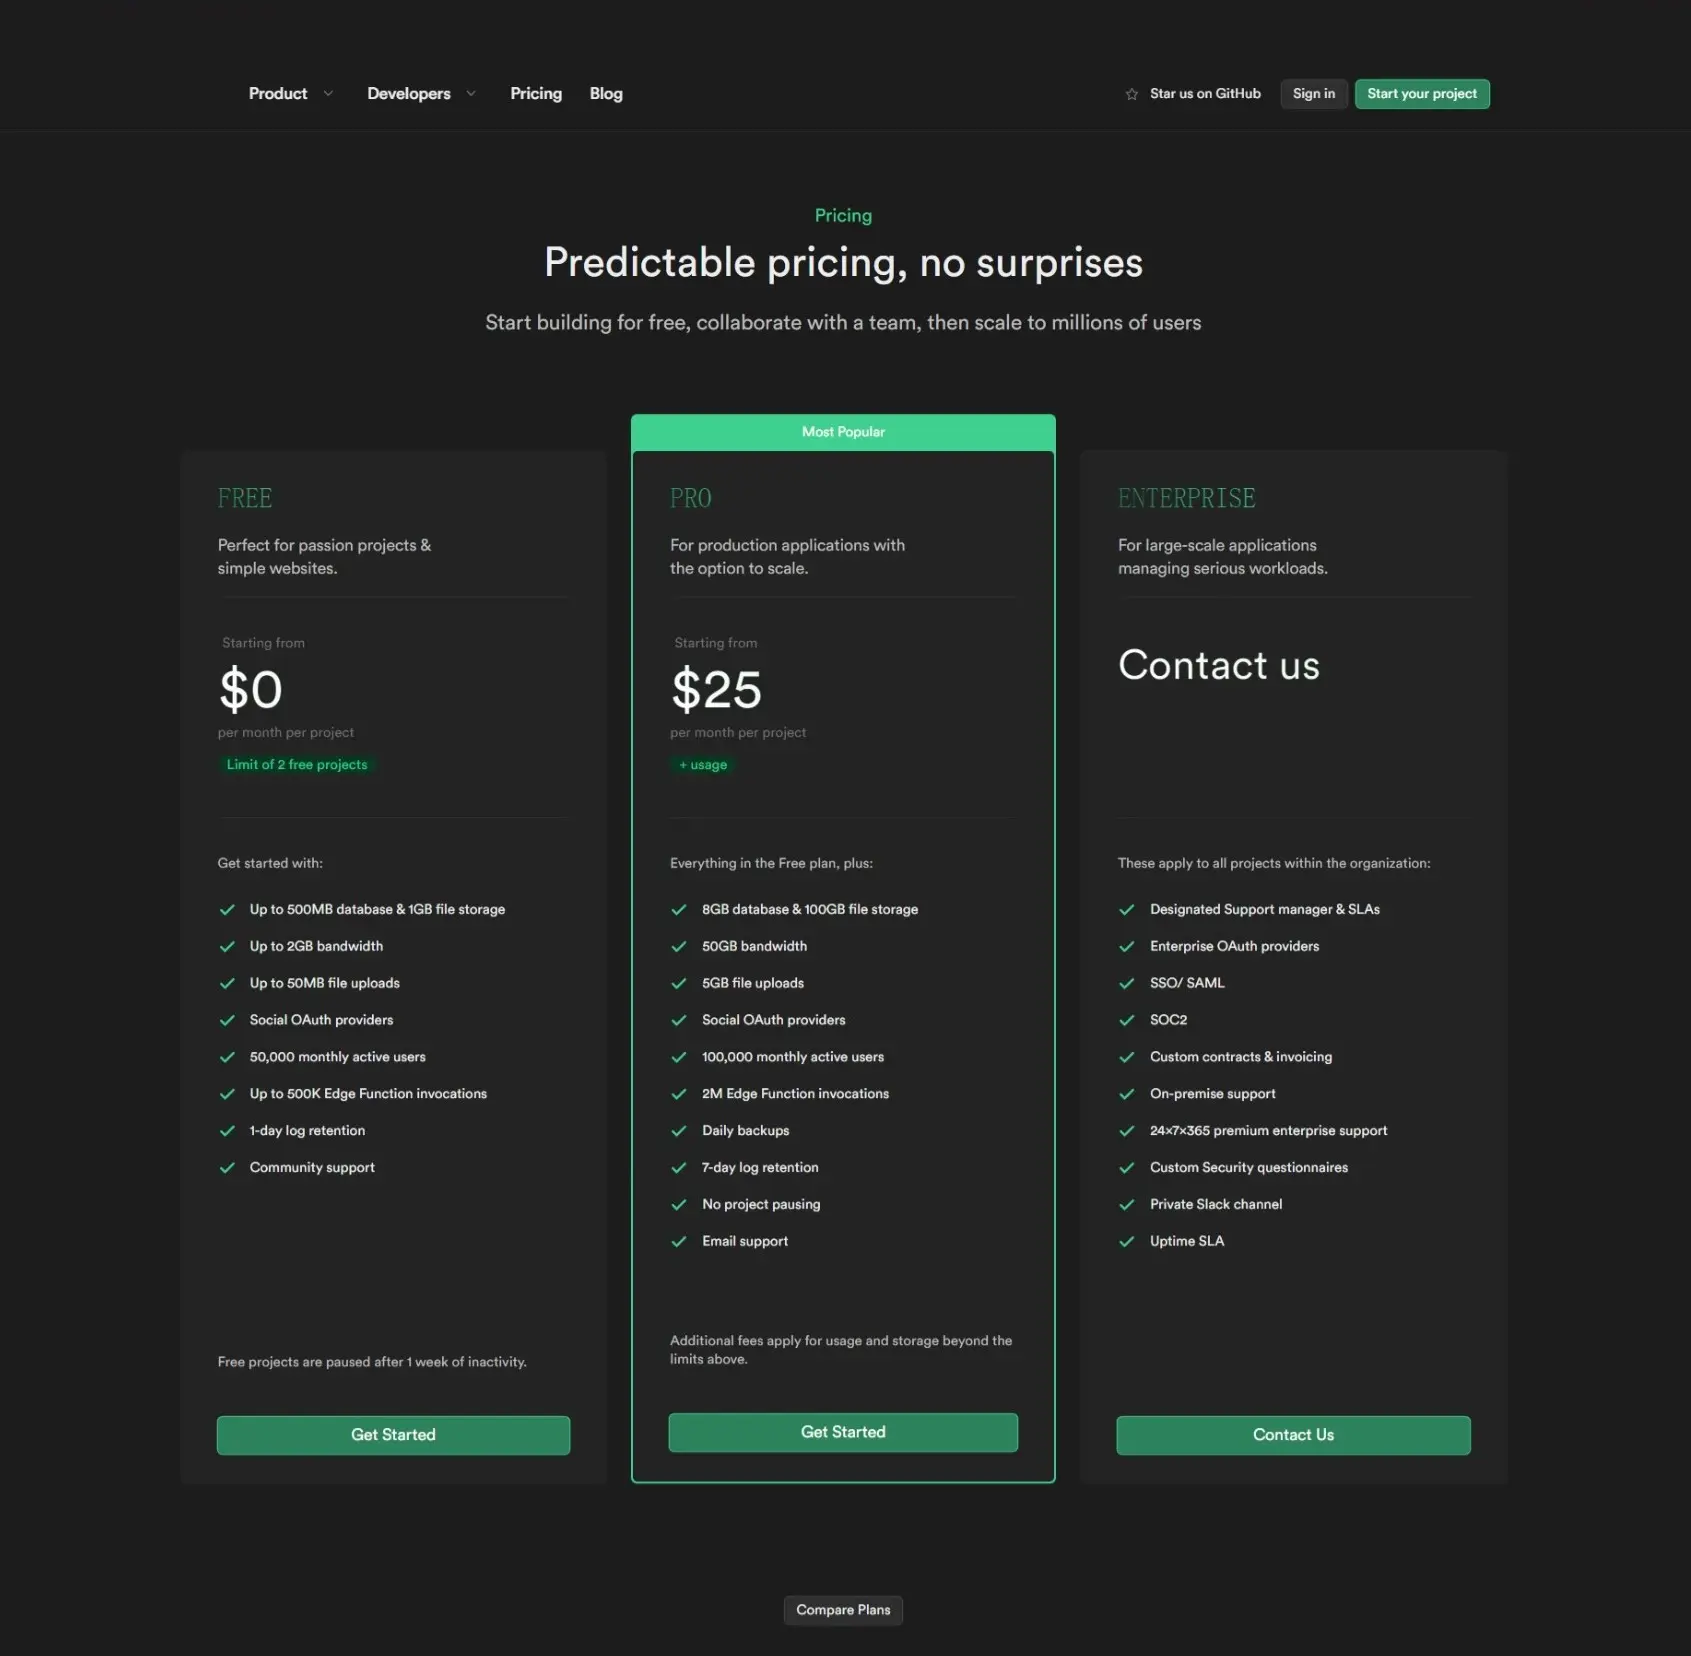 Product
Developers
Pricing
Blog
Star us on GitHub
Sign in
Start your project
Pricing
Predictable pricing, no surprises
Start building for free, collaborate with a team, then scale to millions of users
FREE
Perfect for passion projects &
simple websites.
Starting from
$0
per month per project
Limit of 2 free projects
Get started with:
Up to 500MB database & 1GB file storage
Up to 2GB bandwidth
Up to 50MB file uploads
Social OAuth providers
50,000 monthly active users
Up to 500K Edge Function invocations
1-day log retention
Community support
Free projects are paused after 1 week of inactivity.
Get Started
Most Popular
PRO
For production applications with
the option to scale.
Starting from
$25
per month per project
+ usage
Everything in the Free plan, plus:
8GB database & 100GB file storage
50GB bandwidth
5GB file uploads
Social OAuth providers
100,000 monthly active users
2M Edge Function invocations
Daily backups
7-day log retention
No project pausing
Email support
Additional fees apply for usage and storage beyond the
limits above.
Get Started
ENTERPRISE
For large-scale applications
managing serious workloads.
Contact us
These apply to all projects within the organization:
Designated Support manager & SLAs
Enterprise OAuth providers
SSO/ SAML
SOC2
Custom contracts & invoicing
On-premise support
24×7×365 premium enterprise support
Custom Security questionnaires
Private Slack channel
Uptime SLA
Contact Us
Compare Plans